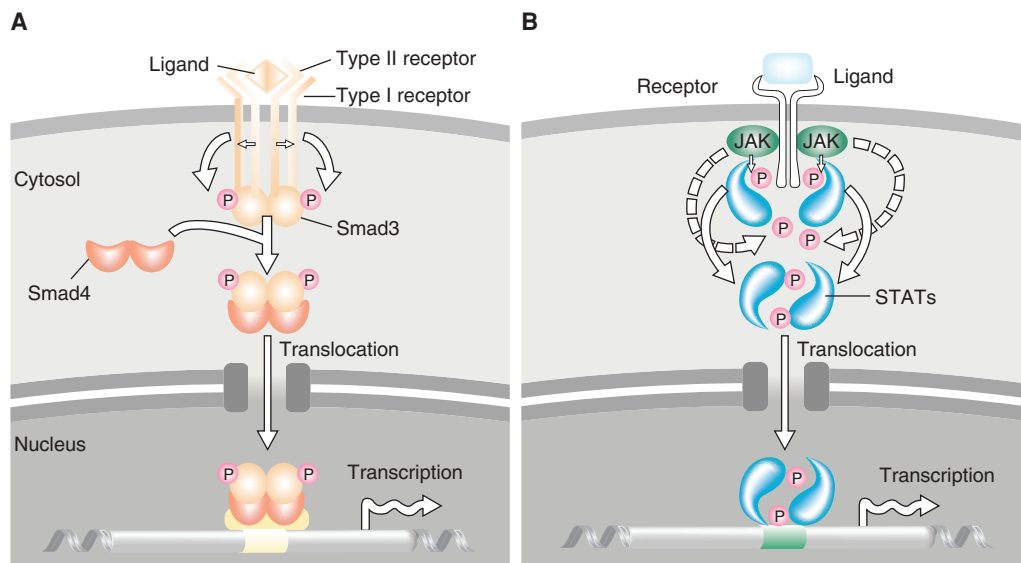 A
Ligand
Type II receptor
Type I receptor
Cytosol
P
P
Smad3
Smad4
P
P
Translocation
Nucleus
P
P
Transcription
B
Receptor
Ligand
JAK
JAK
P
P
P
P
P
STATs
P
Translocation
P
Transcription
P